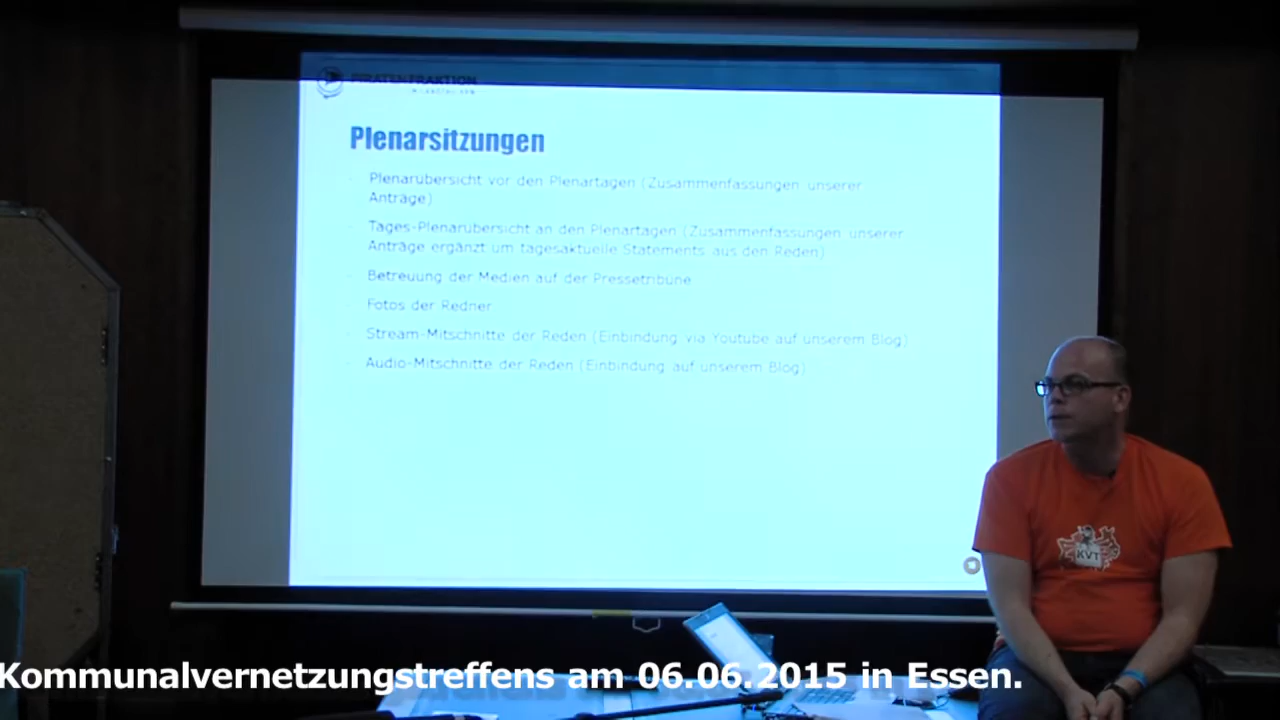 PIRATENFRAKTION
Plenarsitzungen
- Plenarübersicht vor den Plenartagen (Zusammenfassungen unserer
Anträge)
- Tages-Plenarübersicht an den Plenartagen (Zusammenfassungen unserer
Anträge ergänzt um tagesaktuelle Statements aus den Reden)
- Betreuung der Medien auf der Pressetribüne
- Fotos der Redner
- Stream-Mitschnitte der Reden (Einbindung via Youtube auf unserem Blog)
- Audio-Mitschnitte der Reden (Einbindung auf unserem Blog)
KVT
Kommunalvernetzungstreffens am 06.06.2015 in Essen.